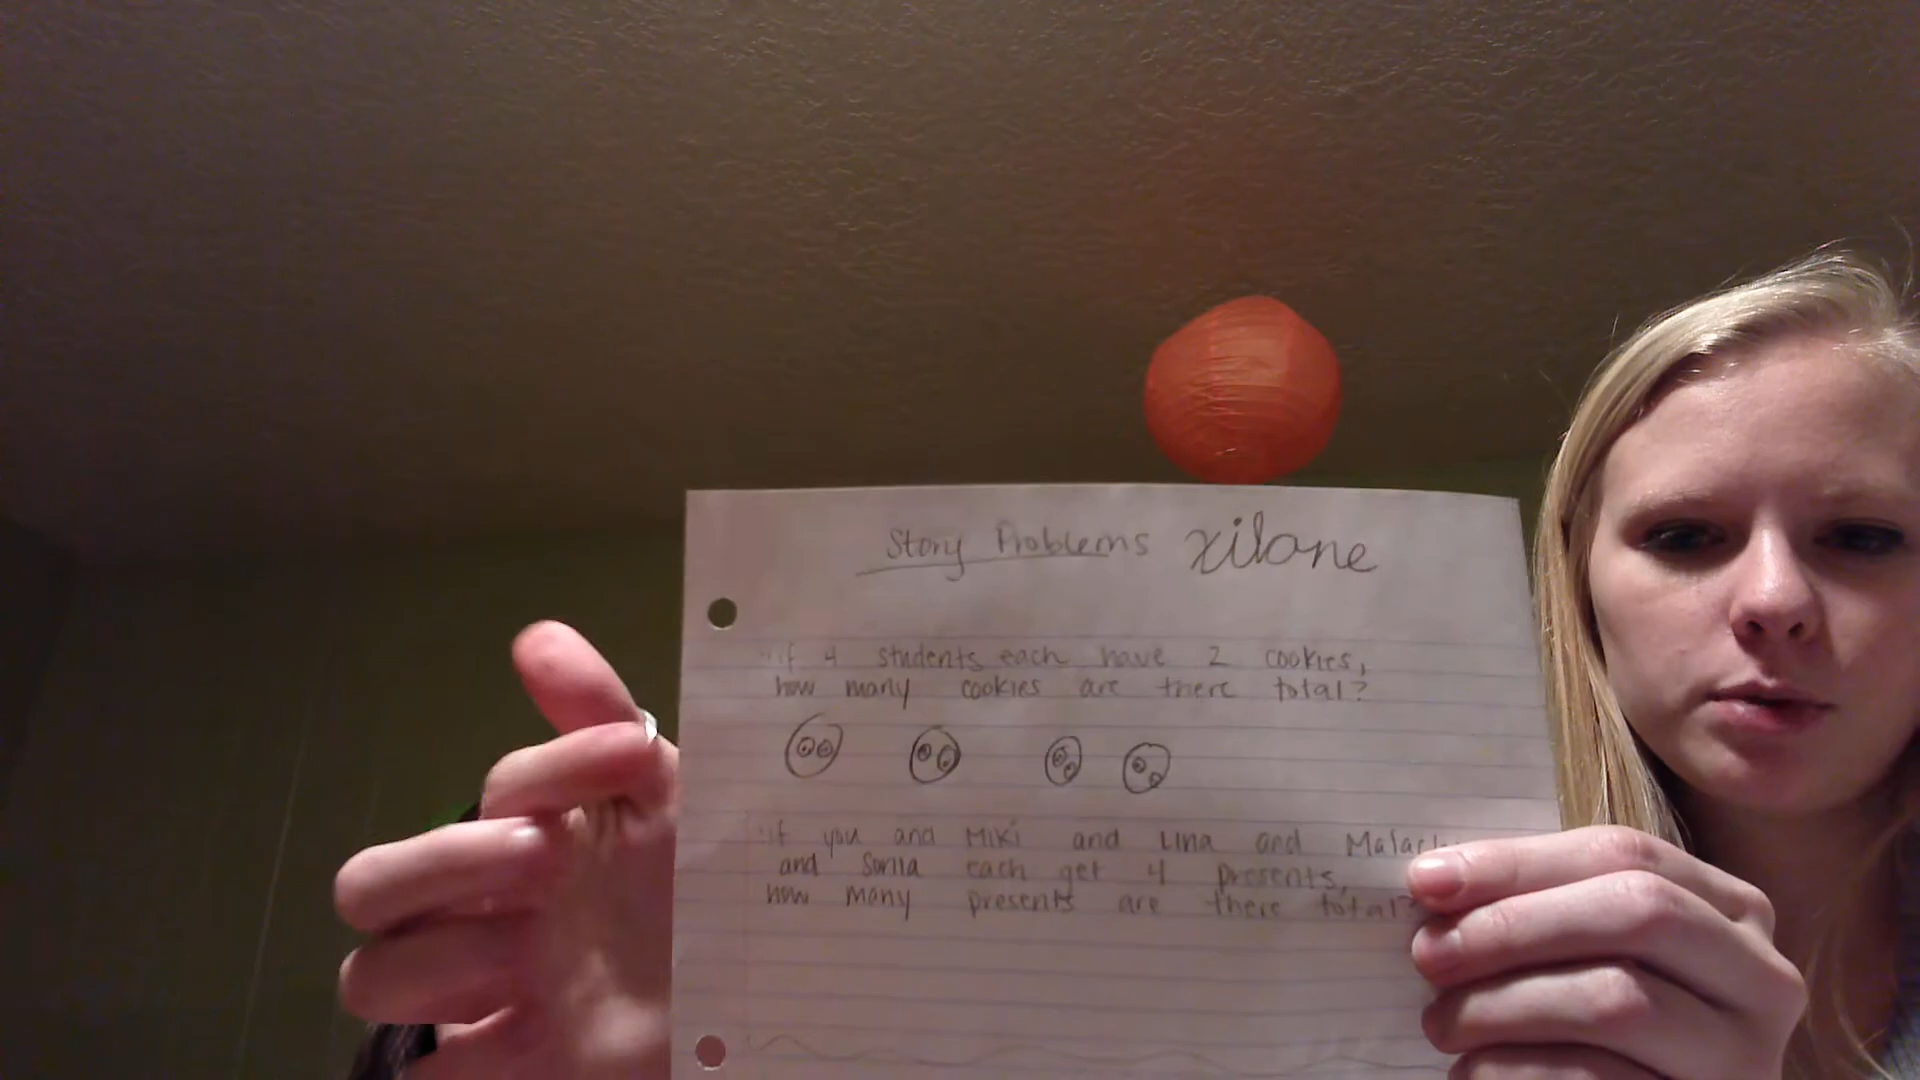 Story Problems xilone
"if 4 students each have 2 cookies,
how many cookies are there total?
"if you and Miki and Lina and
and Sonia each get 4 presents,
how many presents are there total?